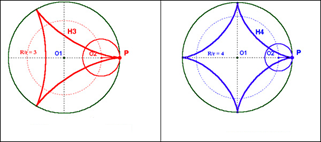 H3
R/r = 3
O1
O2
P
H4
R/r = 4
O1
O2
P